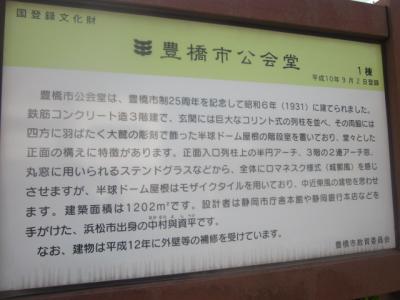 国登録文化財
豊橋市公会堂
1棟
平成10年9月2日登録
豊橋市公会堂は、豊橋市制25周年を記念して昭和6年（1931）に建てられました。
鉄筋コンクリート造3階建で、玄関には巨大なコリント式の列柱を並べ、その両脇には
四方に羽ばたく大鷲の彫刻で飾った半球ドーム屋根の階段室を置いており、堂々とした
正面の構えに特徴があります。正面入口列柱上の半円アーチ、3階の2連アーチ窓、
丸窓に用いられるステンドグラスなどから、全体にロマネスク様式（城郭風）を感じ
させますが、半球ドーム屋根はモザイクタイルを用いており、中近東風の建物を思わせ
ます。建築面積は1202㎡です。設計者は静岡市庁舎本館や静岡銀行本店などを
手がけた、浜松市出身の中村與資平です。
なお、建物は平成12年に外壁等の補修を受けています。
豊橋市教育委員会